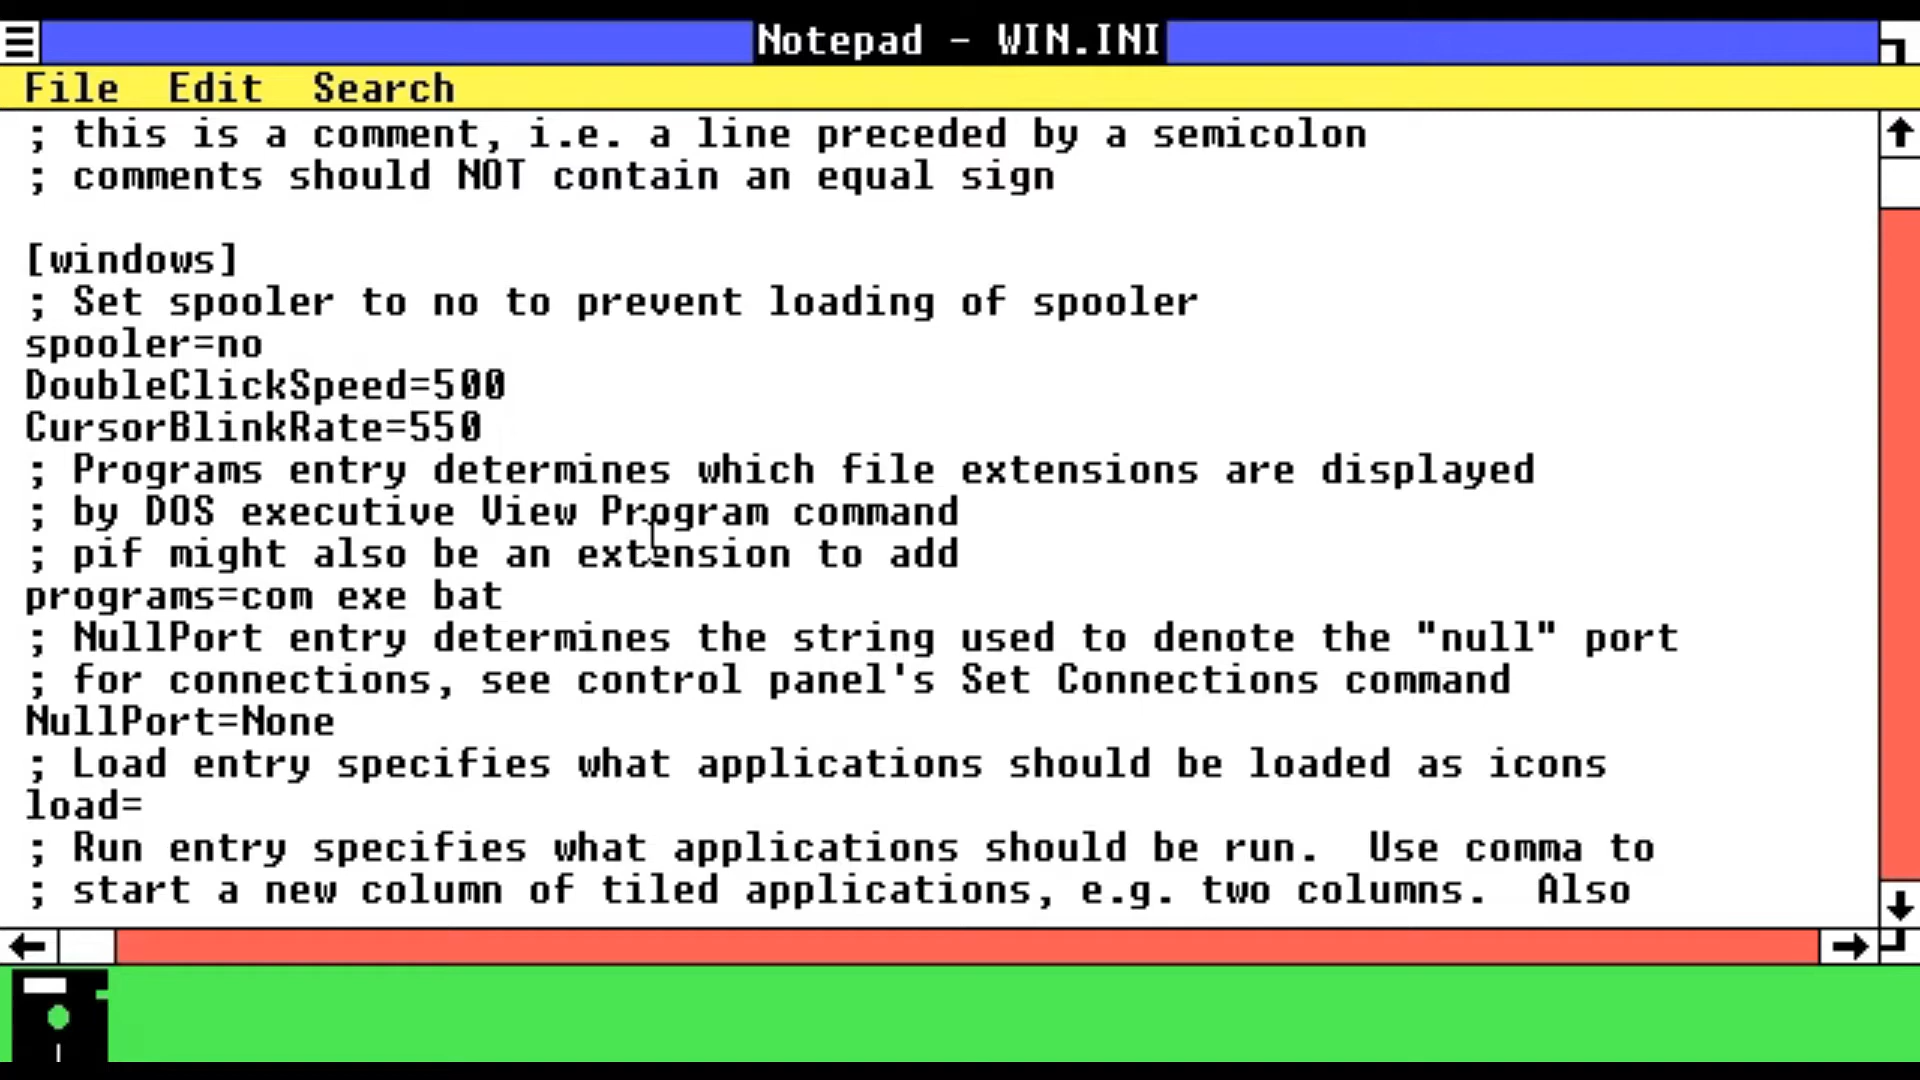 Notepad - WIN.INI
File Edit Search
; this is a comment, i.e. a line preceded by a semicolon
; comments should NOT contain an equal sign
[windows]
; Set spooler to no to prevent loading of spooler
spooler=no
DoubleClickSpeed=500
CursorBlinkRate=550
; Programs entry determines which file extensions are displayed
; by DOS executive View Program command
; pif might also be an extension to add
programs=com exe bat
; NullPort entry determines the string used to denote the "null" port
; for connections, see control panel's Set Connections command
NullPort=None
; Load entry specifies what applications should be loaded as icons
load=
; Run entry specifies what applications should be run.  Use comma to
; start a new column of tiled applications, e.g. two columns.  Also